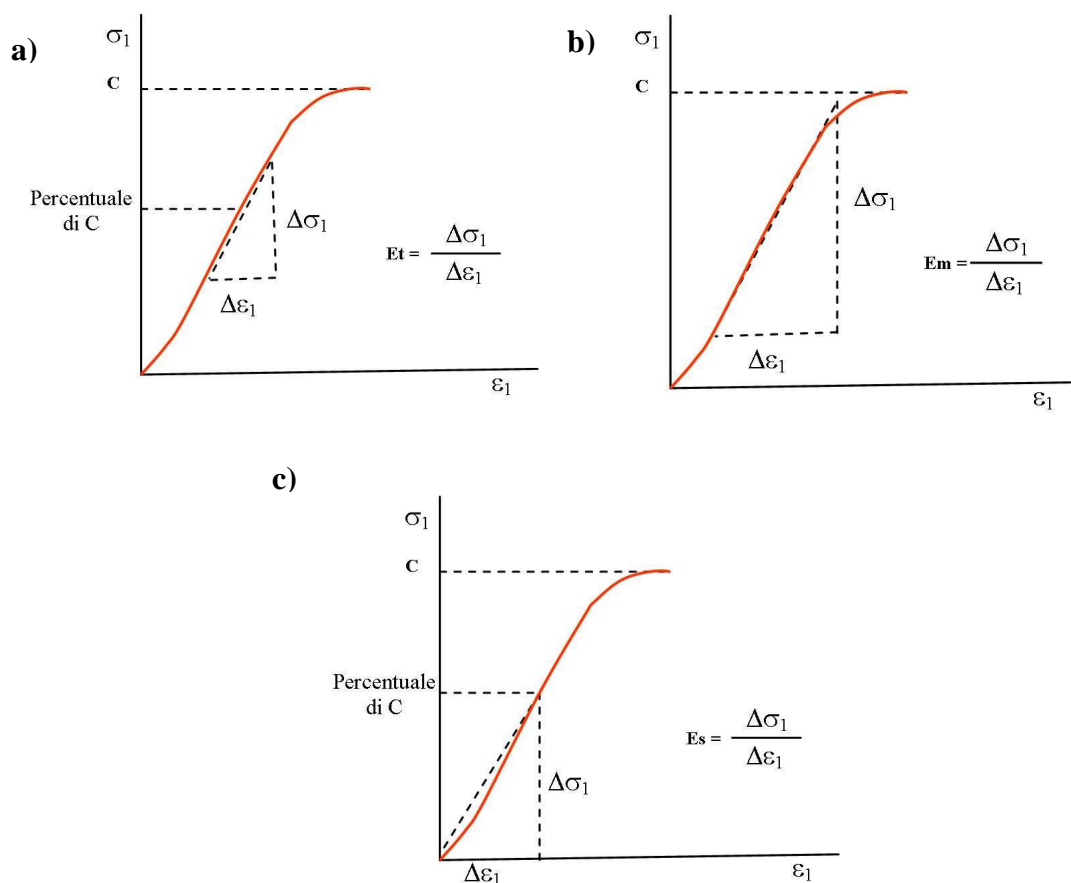 a)
σ₁
C
Percentuale
di C
Δσ₁
Δε₁
Et = Δσ₁
Δε₁
ε₁
b)
σ₁
C
Δσ₁
Δε₁
Em = Δσ₁
Δε₁
ε₁
c)
σ₁
C
Percentuale
di C
Δσ₁
Es = Δσ₁
Δε₁
Δε₁
ε₁